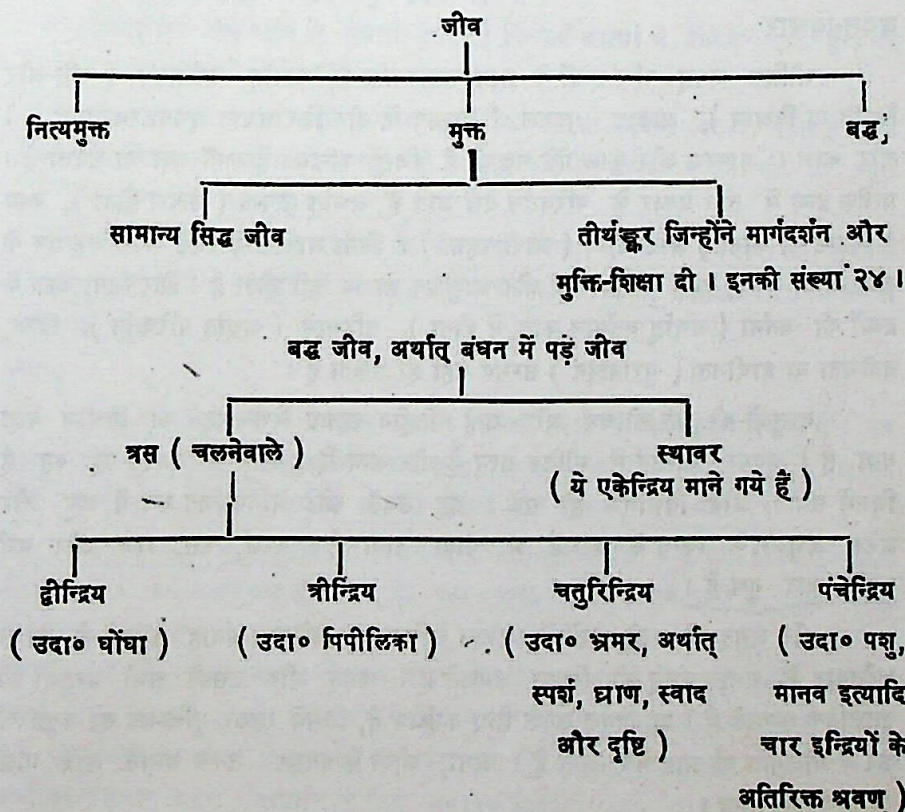 जीव
नित्यमुक्त मुक्त बद्ध,
सामान्य सिद्ध जीव तीर्थङ्कर जिन्होंने मार्गदर्शन और
मुक्ति-शिक्षा दी । इनकी संख्या २४ ।
बद्ध जीव, अर्थात् बंधन में पड़े जीव
त्रस ( चलनेवाले ) स्थावर
( ये एकेन्द्रिय माने गये हैं )
द्वीन्द्रिय त्रीन्द्रिय चतुरिन्द्रिय पंचेन्द्रिय
( उदा० घोंघा ) ( उदा० पिपीलिका ) ( उदा० भ्रमर, अर्थात् ( उदा० पशु,
स्पर्श, घ्राण, स्वाद मानव इत्यादि
और दृष्टि ) चार इन्द्रियों के
अतिरिक्त श्रवण )